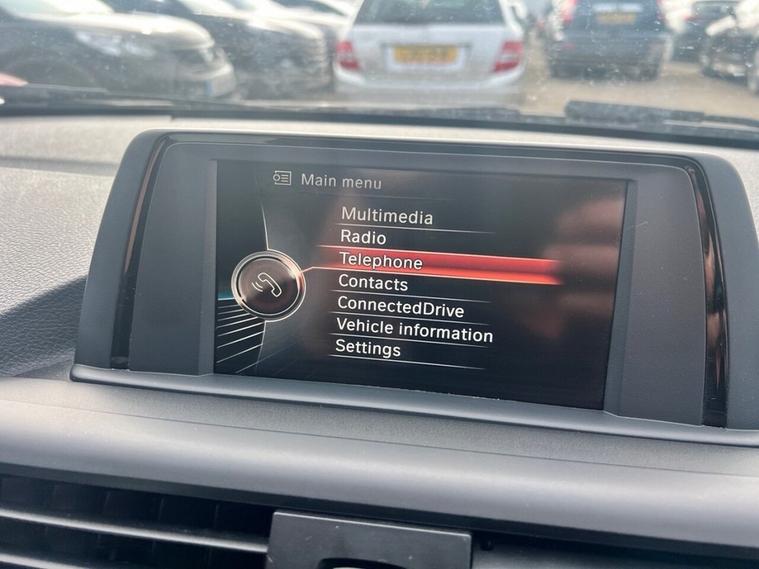 Main menu
Multimedia
Radio
Telephone
Contacts
ConnectedDrive
Vehicle information
Settings